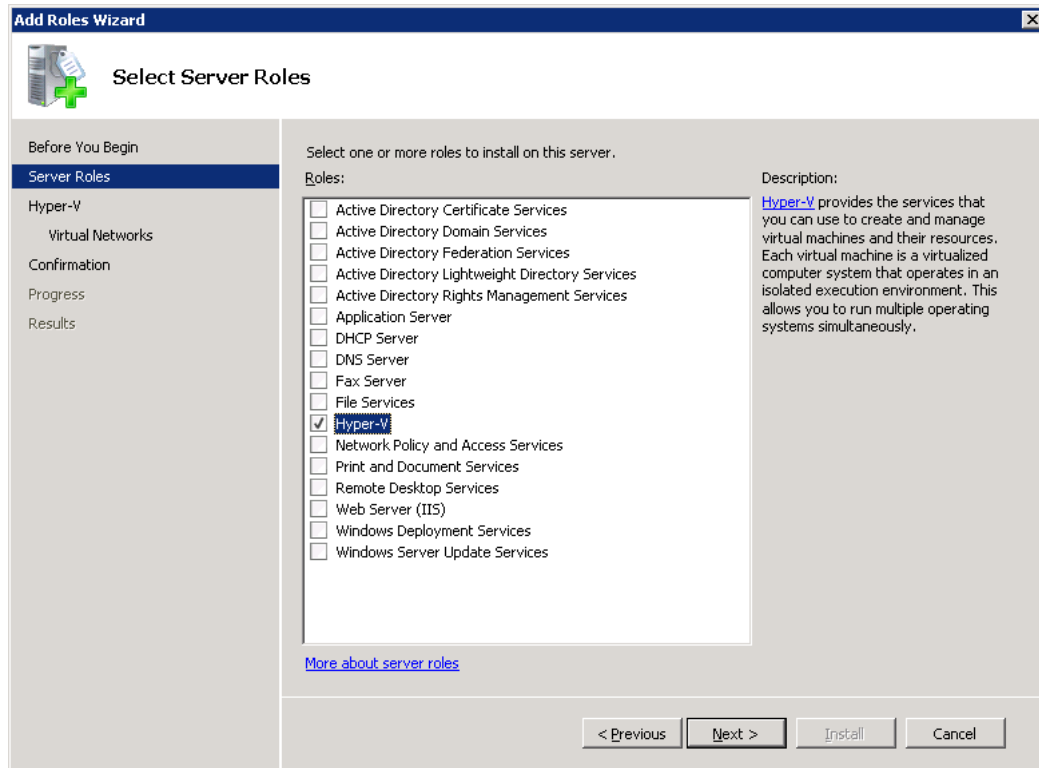 Add Roles Wizard
Select Server Roles
Before You Begin
Server Roles
Hyper-V
Virtual Networks
Confirmation
Progress
Results
Select one or more roles to install on this server.
Roles:
Active Directory Certificate Services
Active Directory Domain Services
Active Directory Federation Services
Active Directory Lightweight Directory Services
Active Directory Rights Management Services
Application Server
DHCP Server
DNS Server
Fax Server
File Services
Hyper-V
Network Policy and Access Services
Print and Document Services
Remote Desktop Services
Web Server (IIS)
Windows Deployment Services
Windows Server Update Services
More about server roles
Description:
Hyper-V provides the services that
you can use to create and manage
virtual machines and their resources.
Each virtual machine is a virtualized
computer system that operates in an
isolated execution environment. This
allows you to run multiple operating
systems simultaneously.
< Previous
Next >
Install
Cancel